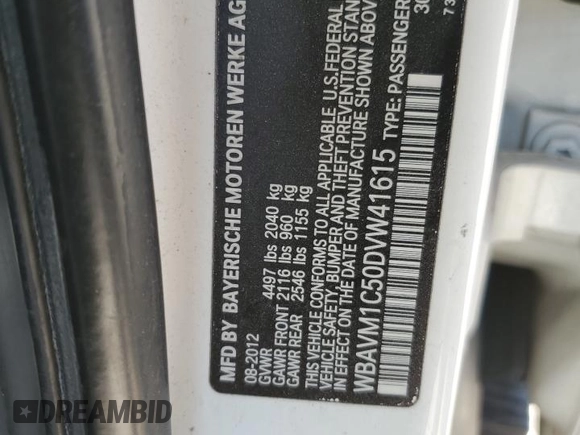 MFD BY BAYERISCHE MOTOREN WERKE AG
08-2012
GVWR 4497 lbs 2040 kg
GAWR FRONT 2116 lbs 960 kg
GAWR REAR 2546 lbs 1155 kg
THIS VEHICLE CONFORMS TO ALL APPLICABLE U.S. FEDERAL
VEHICLE SAFETY, BUMPER AND THEFT PREVENTION STAN
IN EFFECT ON THE DATE OF MANUFACTURE SHOWN ABOV
WBAVM1C50DVW41615 TYPE: PASSENGER
DREAMBID